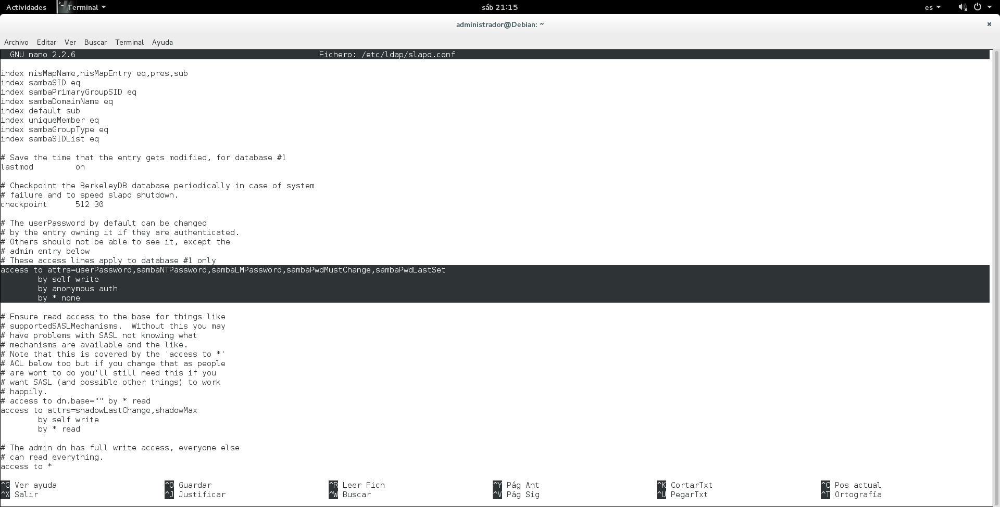 Actividades Terminal sáb 21:15 es
administrador@Debian: ~
Archivo Editar Ver Buscar Terminal Ayuda
GNU nano 2.2.6 Fichero: /etc/ldap/slapd.conf
index nisMapName,nisMapEntry eq,pres,sub
index sambaSID eq
index sambaPrimaryGroupSID eq
index sambaDomainName eq
index default sub
index uniqueMember eq
index sambaGroupType eq
index sambaSIDList eq
# Save the time that the entry gets modified, for database #1
lastmod         on
# Checkpoint the BerkeleyDB database periodically in case of system
# failure and to speed slapd shutdown.
checkpoint      512 30
# The userPassword by default can be changed
# by the entry owning it if they are authenticated.
# Others should not be able to see it, except the
# admin entry below
# These access lines apply to database #1 only
access to attrs=userPassword,sambaNTPassword,sambaLMPassword,sambaPwdMustChange,sambaPwdLastSet
        by self write
        by anonymous auth
        by * none
# Ensure read access to the base for things like
# supportedSASLMechanisms.  Without this you may
# have problems with SASL not knowing what
# mechanisms are available and the like.
# Note that this is covered by the 'access to *'
# ACL below too but if you change that as people
# are wont to do you'll still need this if you
# want SASL (and possible other things) to work
# happily.
# access to dn.base="" by * read
access to attrs=shadowLastChange,shadowMax
        by self write
        by * read
# The admin dn has full write access, everyone else
# can read everything.
access to *
^G Ver ayuda ^O Guardar ^R Leer Fich ^Y Pág Ant ^K CortarTxt ^C Pos actual
^X Salir ^J Justificar ^W Buscar ^V Pág Sig ^U PegarTxt ^T Ortografía